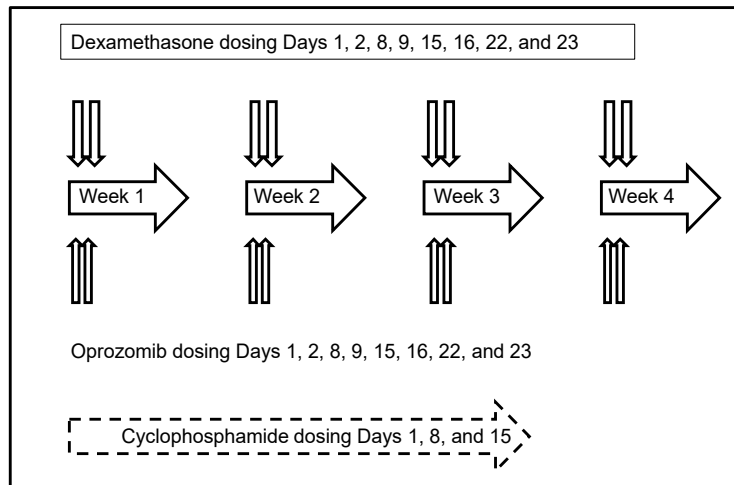 Dexamethasone dosing Days 1, 2, 8, 9, 15, 16, 22, and 23
Week 1
Week 2
Week 3
Week 4
Oprozomib dosing Days 1, 2, 8, 9, 15, 16, 22, and 23
Cyclophosphamide dosing Days 1, 8, and 15